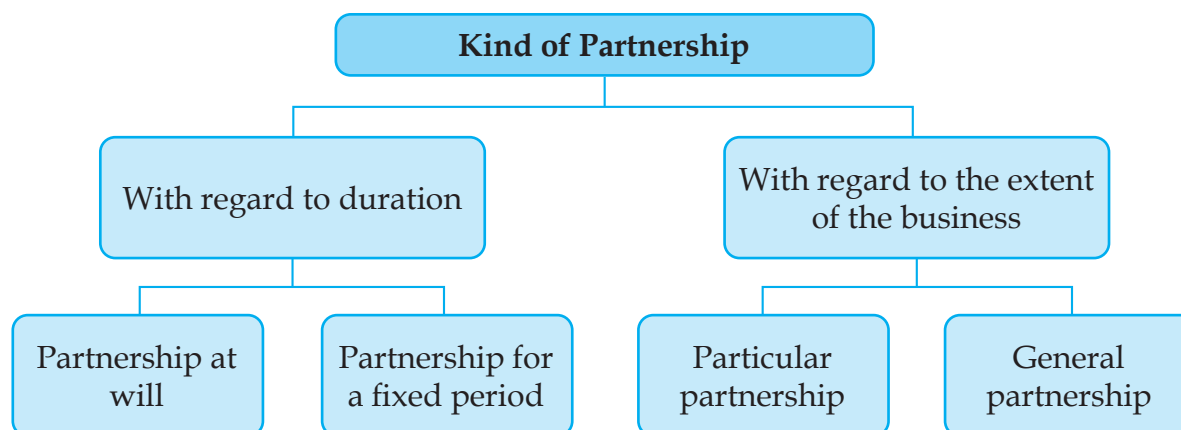 Kind of Partnership
With regard to duration
With regard to the extent
of the business
Partnership at
will
Partnership for
a fixed period
Particular
partnership
General
partnership